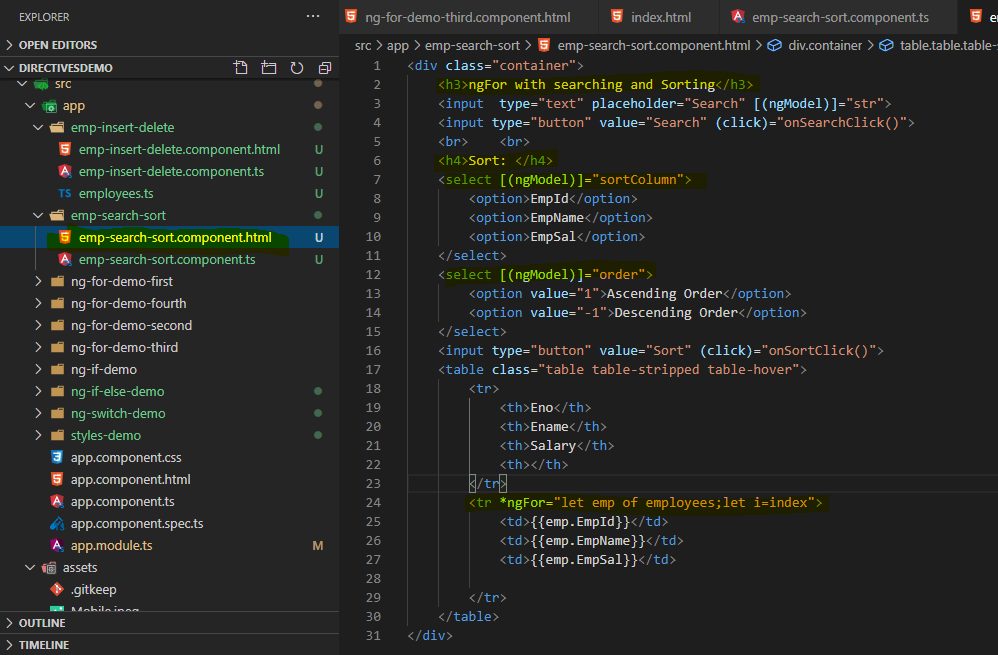 EXPLORER
···
OPEN EDITORS
DIRECTIVESDEMO
src
app
emp-insert-delete
emp-insert-delete.component.html U
emp-insert-delete.component.ts U
TS employees.ts U
emp-search-sort
emp-search-sort.component.html U
emp-search-sort.component.ts U
ng-for-demo-first
ng-for-demo-fourth
ng-for-demo-second
ng-for-demo-third
ng-if-demo
ng-if-else-demo
ng-switch-demo
styles-demo
app.component.css
app.component.html
app.component.ts
app.component.spec.ts
app.module.ts M
assets
.gitkeep
Mobile.jpeg
OUTLINE
TIMELINE
ng-for-demo-third.component.html index.html emp-search-sort.component.ts
src > app > emp-search-sort > emp-search-sort.component.html > div.container > table.table.table-
1 <div class="container">
2 <h3>ngFor with searching and Sorting</h3>
3 <input  type="text" placeholder="Search" [(ngModel)]="str">
4 <input type="button" value="Search" (click)="onSearchClick()">
5 <br>    <br>
6 <h4>Sort: </h4>
7 <select [(ngModel)]="sortColumn">
8 <option>EmpId</option>
9 <option>EmpName</option>
10 <option>EmpSal</option>
11 </select>
12 <select [(ngModel)]="order">
13 <option value="1">Ascending Order</option>
14 <option value="-1">Descending Order</option>
15 </select>
16 <input type="button" value="Sort" (click)="onSortClick()">
17 <table class="table table-stripped table-hover">
18 <tr>
19 <th>Eno</th>
20 <th>Ename</th>
21 <th>Salary</th>
22 <th></th>
23 </tr>
24 <tr *ngFor="let emp of employees;let i=index">
25 <td>{{emp.EmpId}}</td>
26 <td>{{emp.EmpName}}</td>
27 <td>{{emp.EmpSal}}</td>
28
29 </tr>
30 </table>
31 </div>